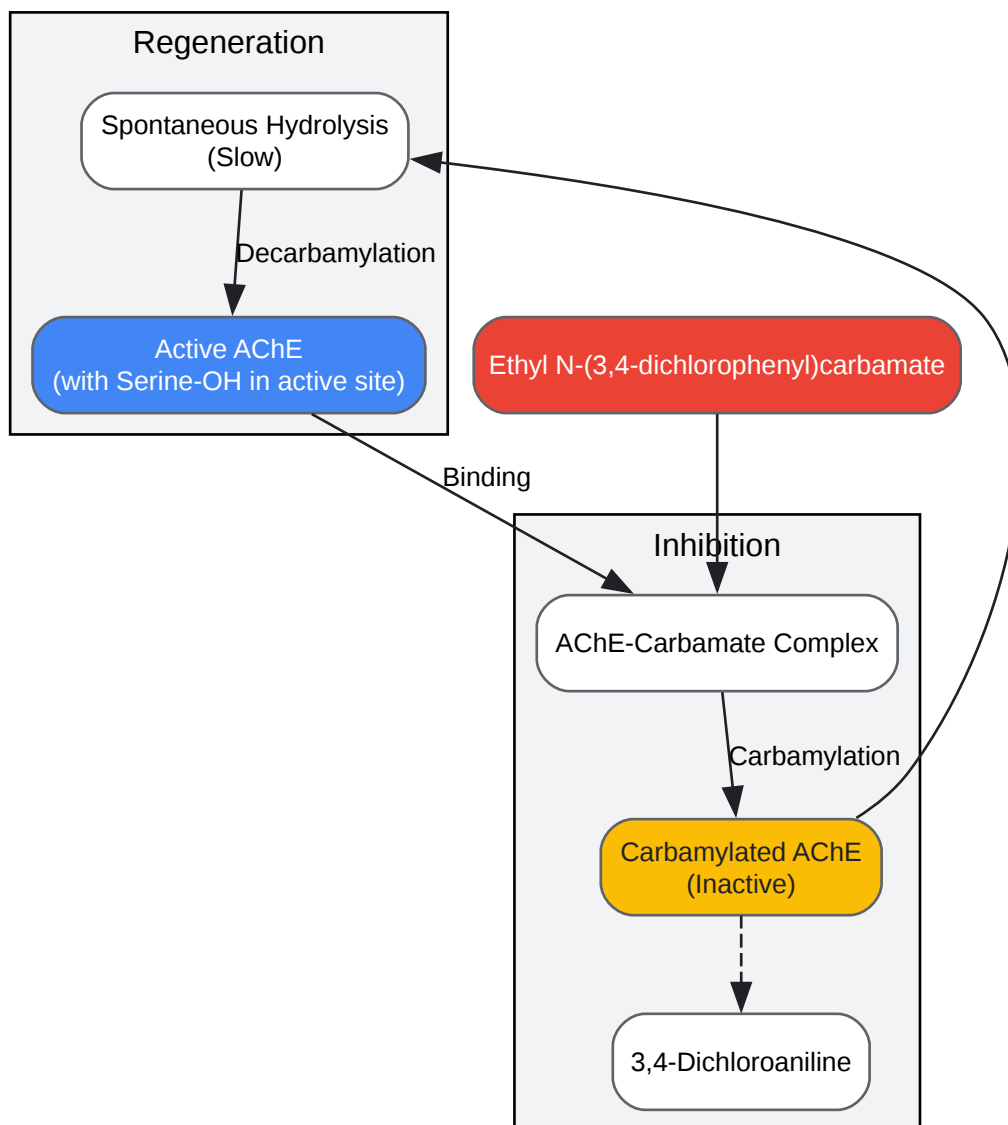 Regeneration
Spontaneous Hydrolysis
(Slow)
Decarbamylation
Active AChE
(with Serine-OH in active site)
Ethyl N-(3,4-dichlorophenyl)carbamate
Binding
Inhibition
AChE-Carbamate Complex
Carbamylation
Carbamylated AChE
(Inactive)
3,4-Dichloroaniline